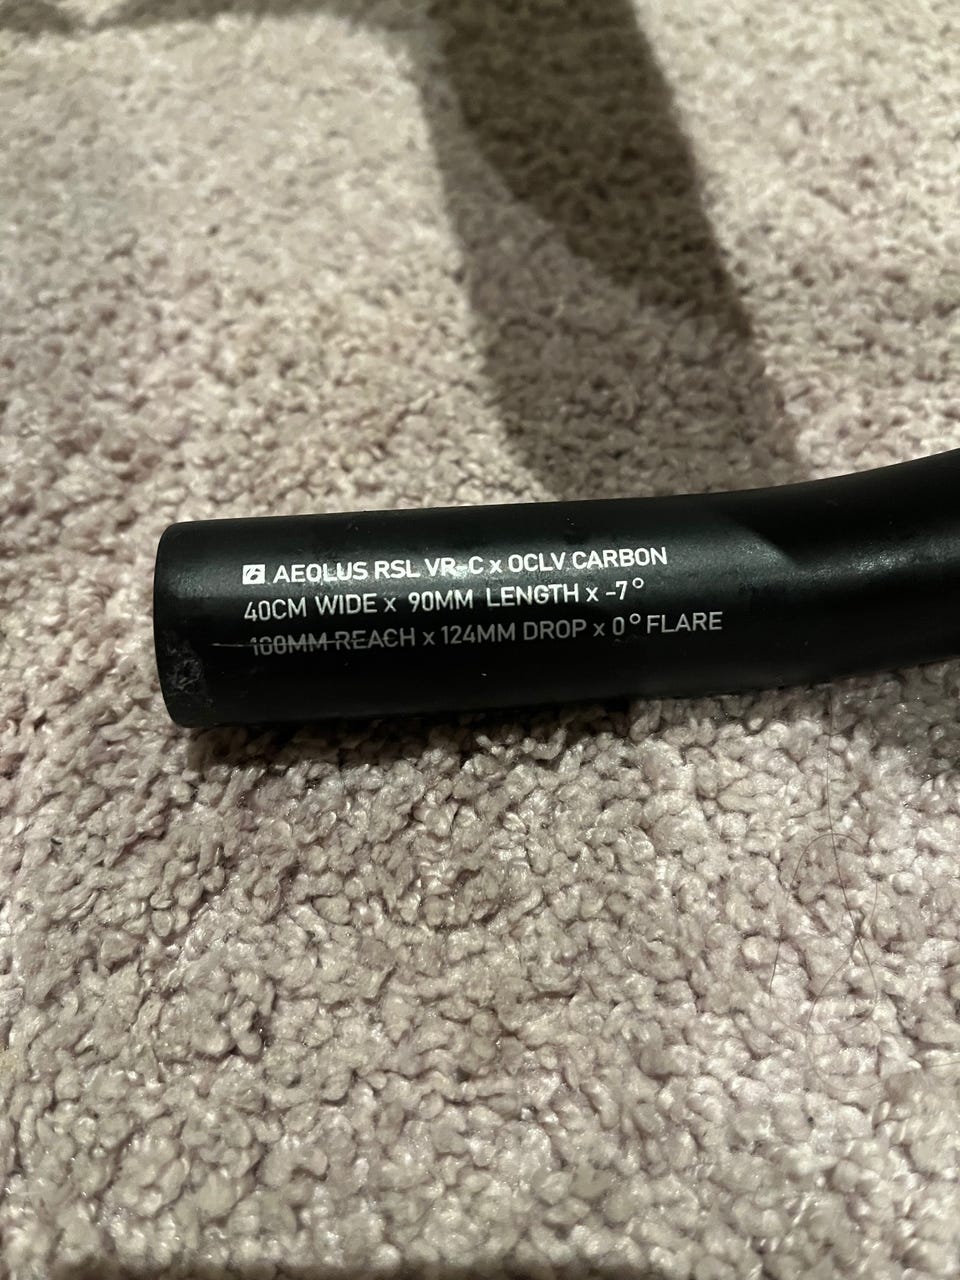 AEOLUS RSL VR-C x OCLV CARBON
40CM WIDE x 90MM LENGTH x -7°
100MM REACH x 124MM DROP x 0° FLARE